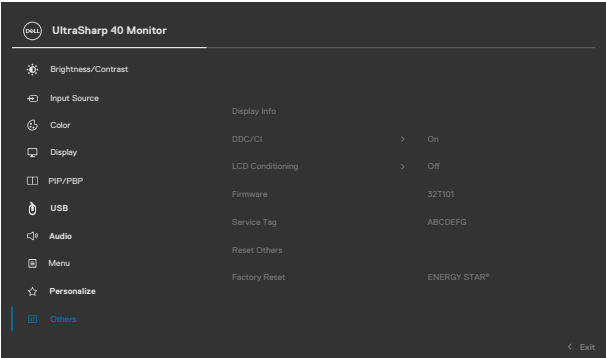 DELL UltraSharp 40 Monitor
Brightness/Contrast
Input Source
Color
Display
PIP/PBP
USB
Audio
Menu
Personalize
Others
Display Info
DDC/CI > On
LCD Conditioning > Off
Firmware 32T101
Service Tag ABCDEFG
Reset Others
Factory Reset ENERGY STAR®
< Exit